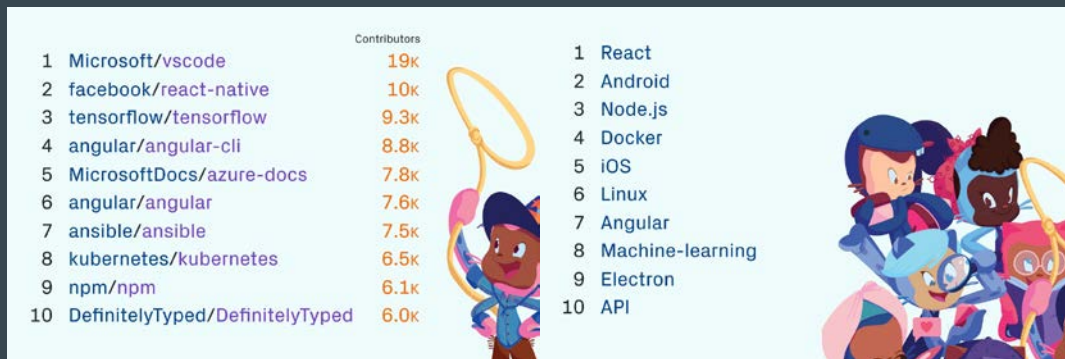 Contributors
1 Microsoft/vscode 19K
2 facebook/react-native 10K
3 tensorflow/tensorflow 9.3K
4 angular/angular-cli 8.8K
5 MicrosoftDocs/azure-docs 7.8K
6 angular/angular 7.6K
7 ansible/ansible 7.5K
8 kubernetes/kubernetes 6.5K
9 npm/npm 6.1K
10 DefinitelyTyped/DefinitelyTyped 6.0K
1 React
2 Android
3 Node.js
4 Docker
5 iOS
6 Linux
7 Angular
8 Machine-learning
9 Electron
10 API